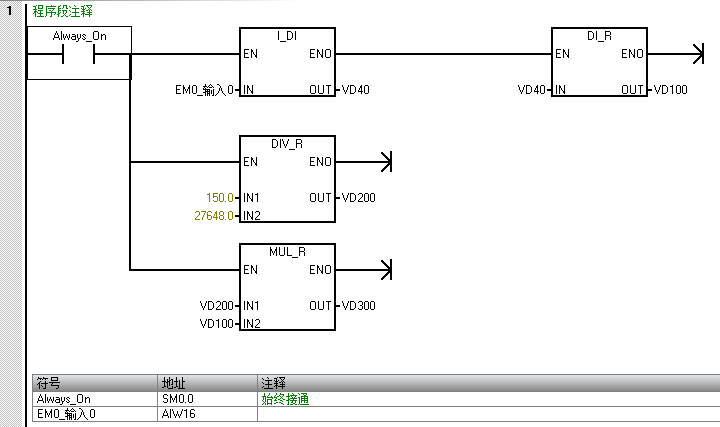 1 程序段注释
Always_On I_DI DI_R
EN ENO EN ENO
EM0_输入0 IN OUT VD40 VD40 IN OUT VD100
DIV_R
EN ENO
150.0 IN1 OUT VD200
27648.0 IN2
MUL_R
EN ENO
VD200 IN1 OUT VD300
VD100 IN2
符号 地址 注释
Always_On SM0.0 始终接通
EM0_输入0 AIW16